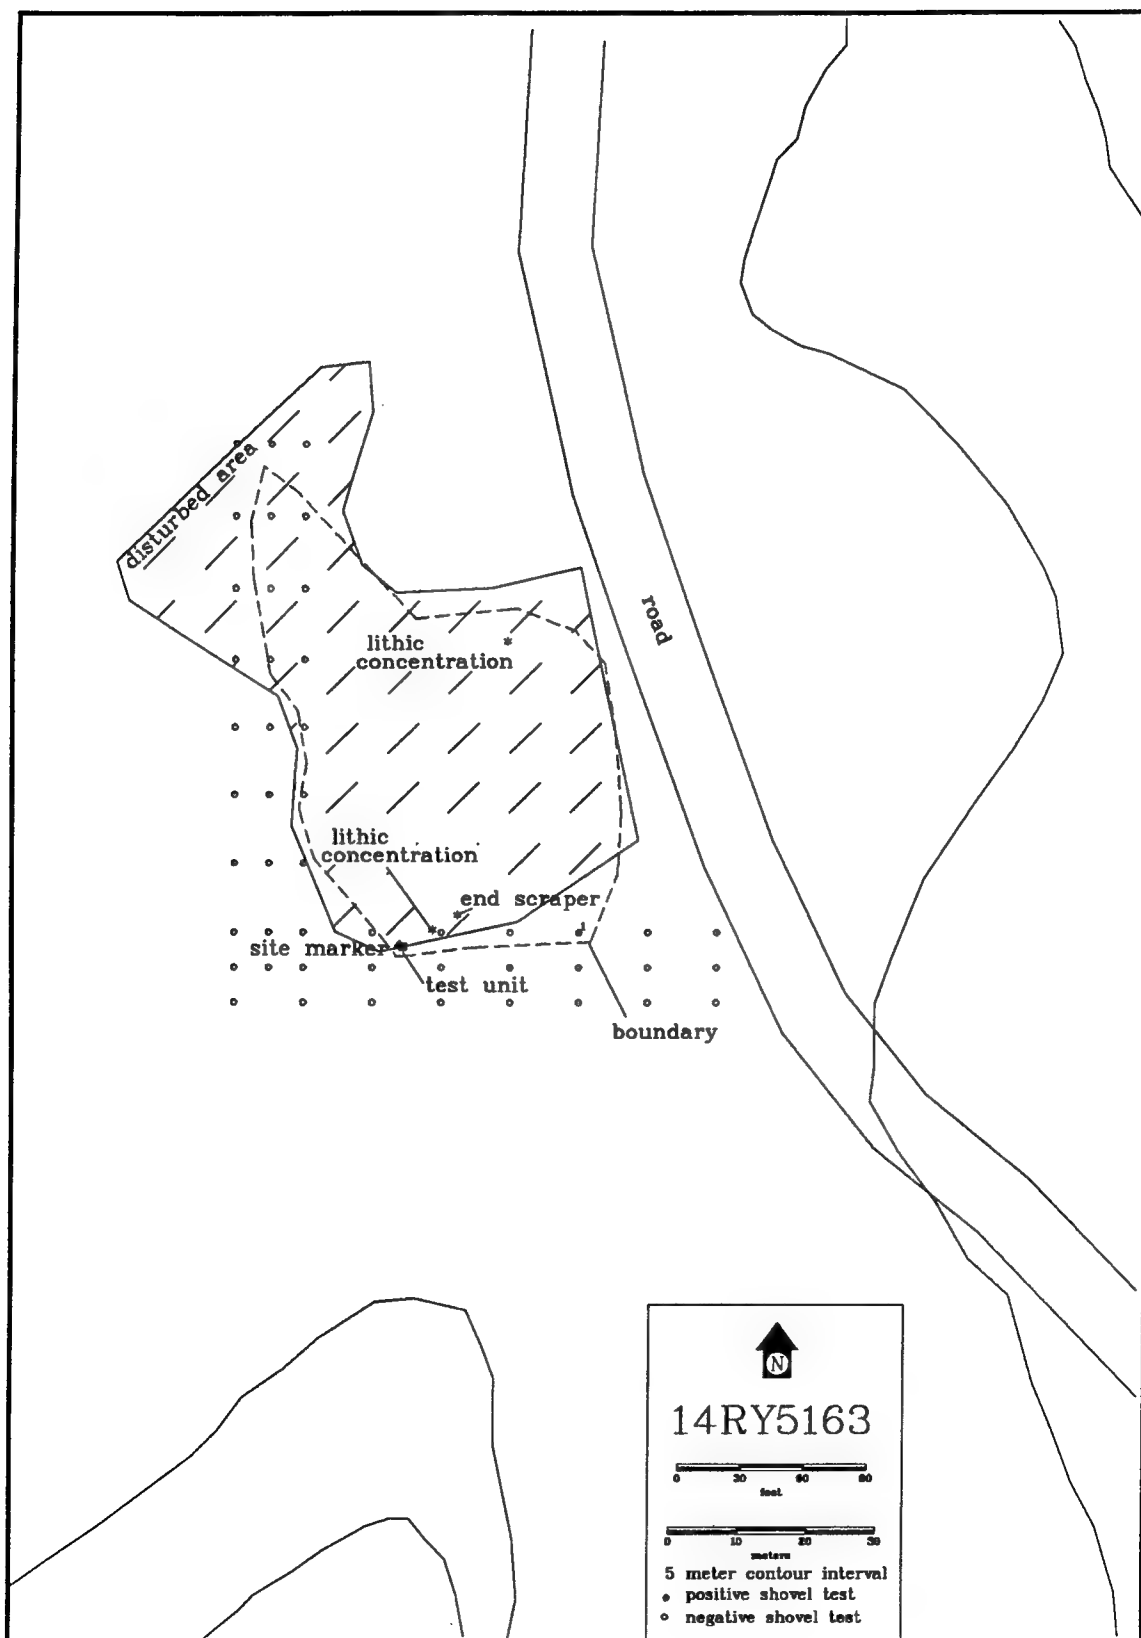 disturbed area
road
lithic
concentration
lithic
concentration
end scraper
1
site marker
test unit
boundary
N
14RY5163
0 30 60 90
feet
0 10 20 30
meters
5 meter contour interval
positive shovel test
negative shovel test